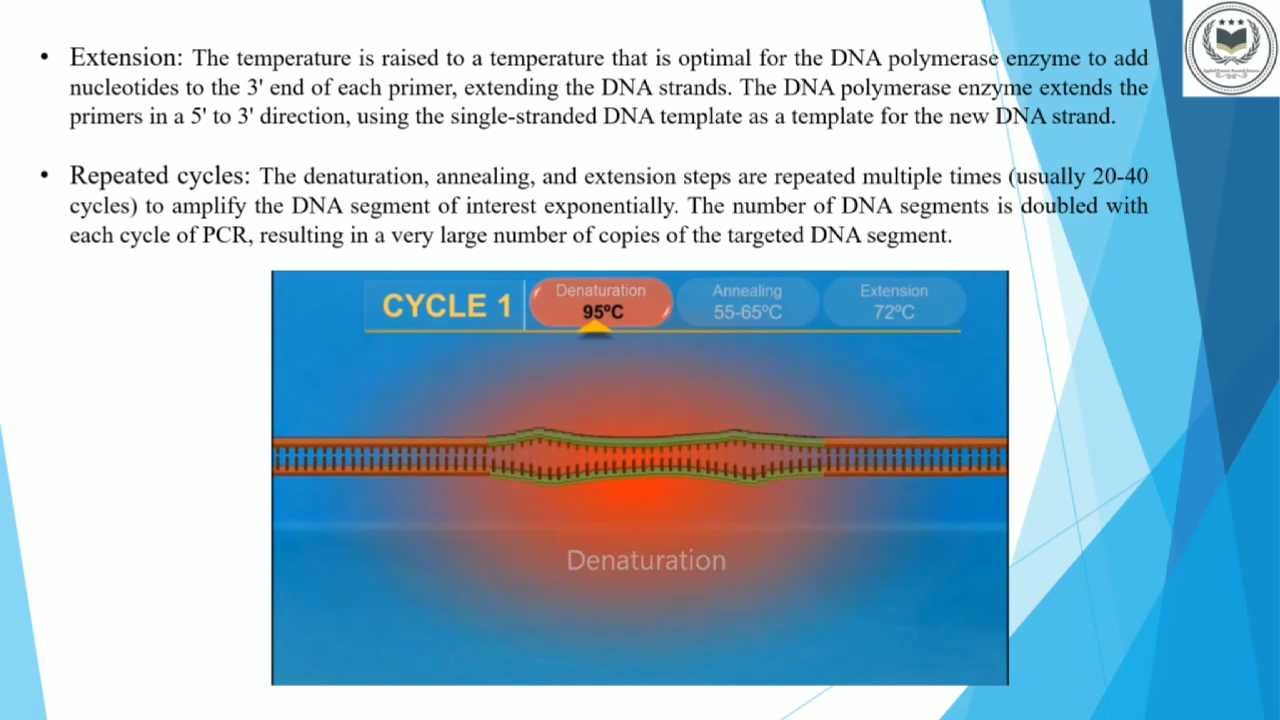 • Extension: The temperature is raised to a temperature that is optimal for the DNA polymerase enzyme to add
nucleotides to the 3' end of each primer, extending the DNA strands. The DNA polymerase enzyme extends the
primers in a 5' to 3' direction, using the single-stranded DNA template as a template for the new DNA strand.
• Repeated cycles: The denaturation, annealing, and extension steps are repeated multiple times (usually 20-40
cycles) to amplify the DNA segment of interest exponentially. The number of DNA segments is doubled with
each cycle of PCR, resulting in a very large number of copies of the targeted DNA segment.
CYCLE 1
Denaturation
95ºC
Annealing
55-65ºC
Extension
72ºC
Denaturation